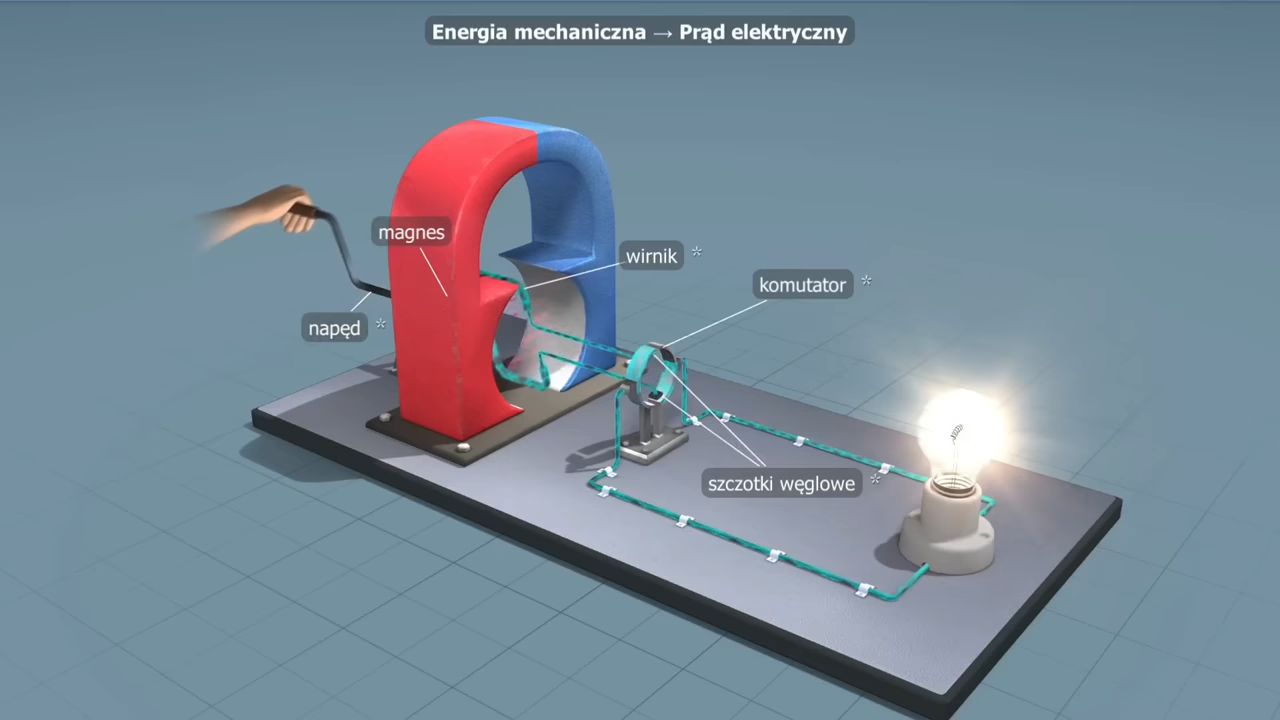 Energia mechaniczna → Prąd elektryczny
magnes
wirnik *
komutator *
napęd *
szczotki węglowe *